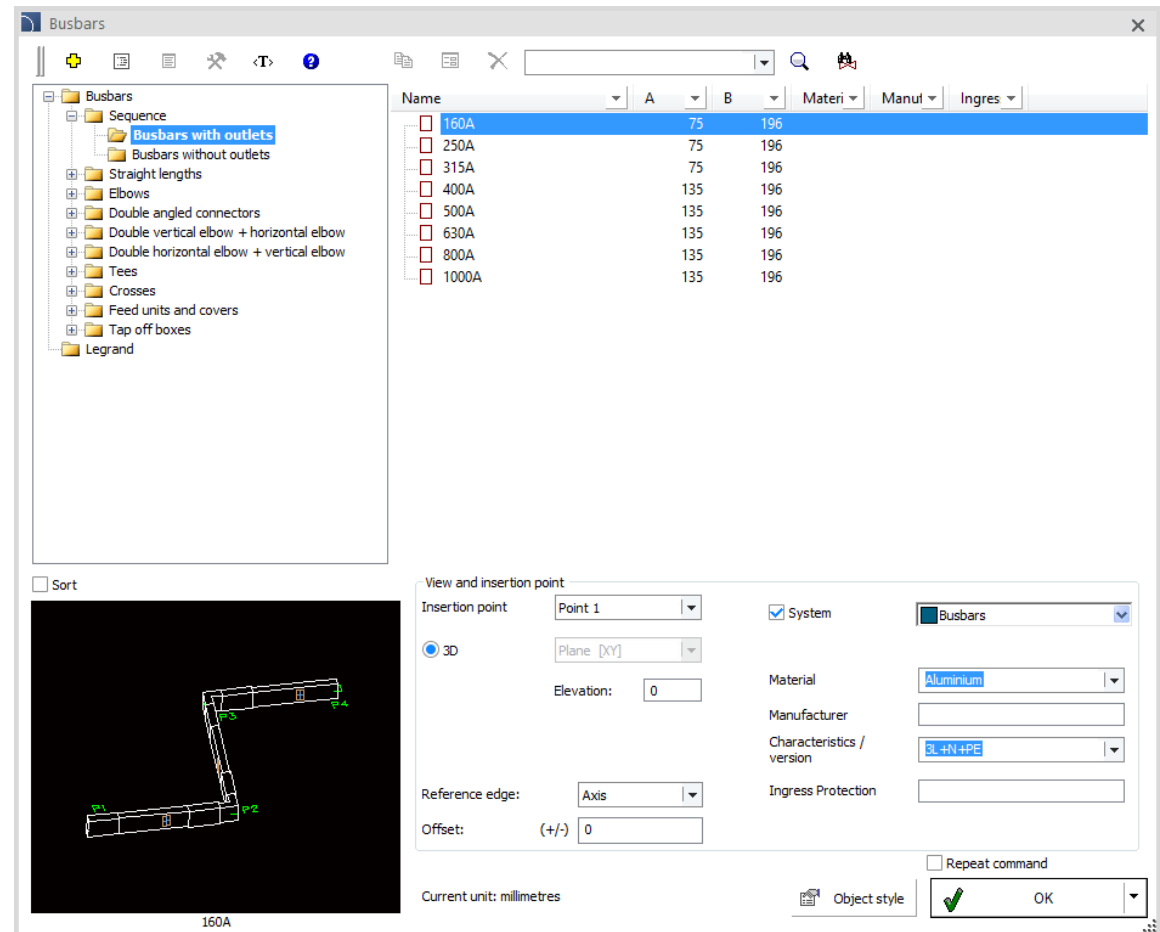 Busbars
<T>
Busbars
Sequence
Busbars with outlets
Busbars without outlets
Straight lengths
Elbows
Double angled connectors
Double vertical elbow + horizontal elbow
Double horizontal elbow + vertical elbow
Tees
Crosses
Feed units and covers
Tap off boxes
Legrand
Name A B Materi Manuf Ingres
160A 75 196
250A 75 196
315A 75 196
400A 135 196
500A 135 196
630A 135 196
800A 135 196
1000A 135 196
Sort
P1
P2
P3
P4
160A
View and insertion point
Insertion point Point 1
3D Plane [XY]
Elevation: 0
Reference edge: Axis
Offset: (+/-) 0
System Busbars
Material Aluminium
Manufacturer
Characteristics /
version 3L+N+PE
Ingress Protection
Repeat command
Current unit: millimetres
Object style
OK